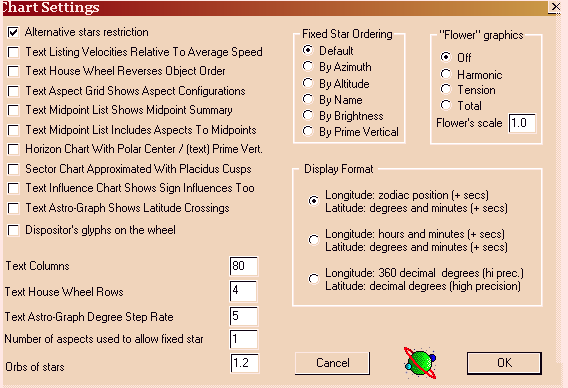 Chart Settings
Alternative stars restriction
Text Listing Velocities Relative To Average Speed
Text House Wheel Reverses Object Order
Text Aspect Grid Shows Aspect Configurations
Text Midpoint List Shows Midpoint Summary
Text Midpoint List Includes Aspects To Midpoints
Horizon Chart With Polar Center / (text) Prime Vert.
Sector Chart Approximated With Placidus Cusps
Text Influence Chart Shows Sign Influences Too
Text Astro-Graph Shows Latitude Crossings
Dispositor's glyphs on the wheel
Text Columns 80
Text House Wheel Rows 4
Text Astro-Graph Degree Step Rate 5
Number of aspects used to allow fixed star 1
Orbs of stars 1.2
Fixed Star Ordering
Default
By Azimuth
By Altitude
By Name
By Brightness
By Prime Vertical
"Flower" graphics
Off
Harmonic
Tension
Total
Flower's scale 1.0
Display Format
Longitude: zodiac position (+ secs)
Latitude: degrees and minutes (+ secs)
Longitude: hours and minutes (+ secs)
Latitude: degrees and minutes (+ secs)
Longitude: 360 decimal degrees (hi prec.)
Latitude: decimal degrees (high precision)
Cancel
OK